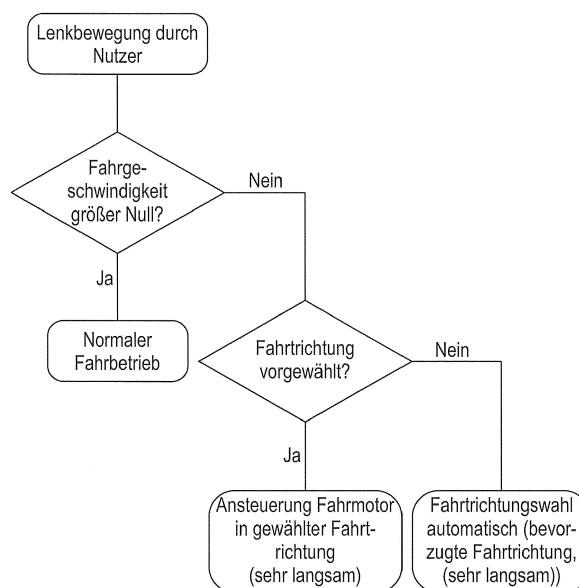 Lenkbewegung durch
Nutzer
Fahrge-
schwindigkeit
größer Null?
Nein
Ja
Normaler
Fahrbetrieb
Fahrtrichtung
vorgewählt?
Nein
Ja
Ansteuerung Fahrmotor
in gewählter Fahrt-
richtung
(sehr langsam)
Fahrtrichtungswahl
automatisch (bevor-
zugte Fahrtrichtung,
(sehr langsam))